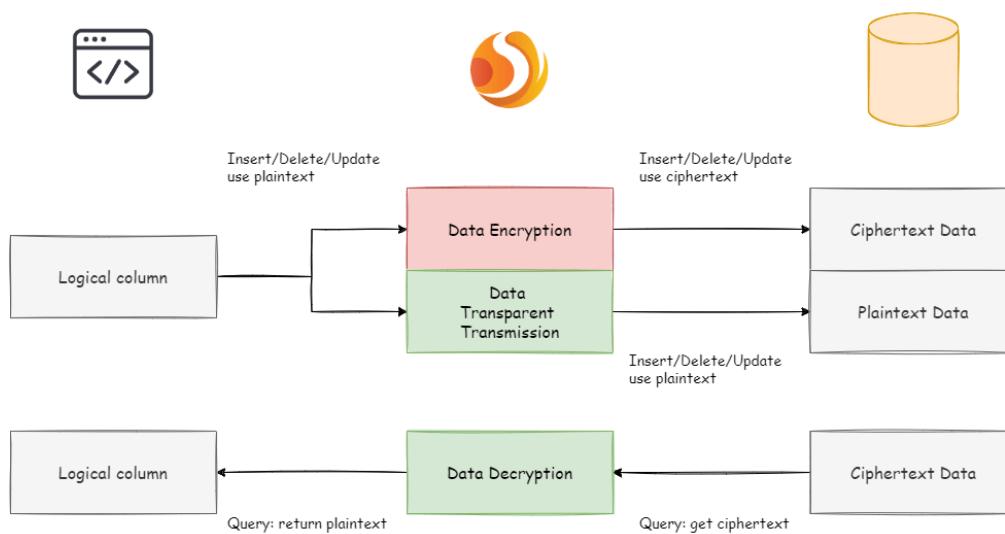 </>
Insert/Delete/Update
use plaintext
Insert/Delete/Update
use ciphertext
Logical column
Data Encryption
Ciphertext Data
Data
Transparent
Transmission
Plaintext Data
Insert/Delete/Update
use plaintext
Logical column
Data Decryption
Ciphertext Data
Query: return plaintext
Query: get ciphertext